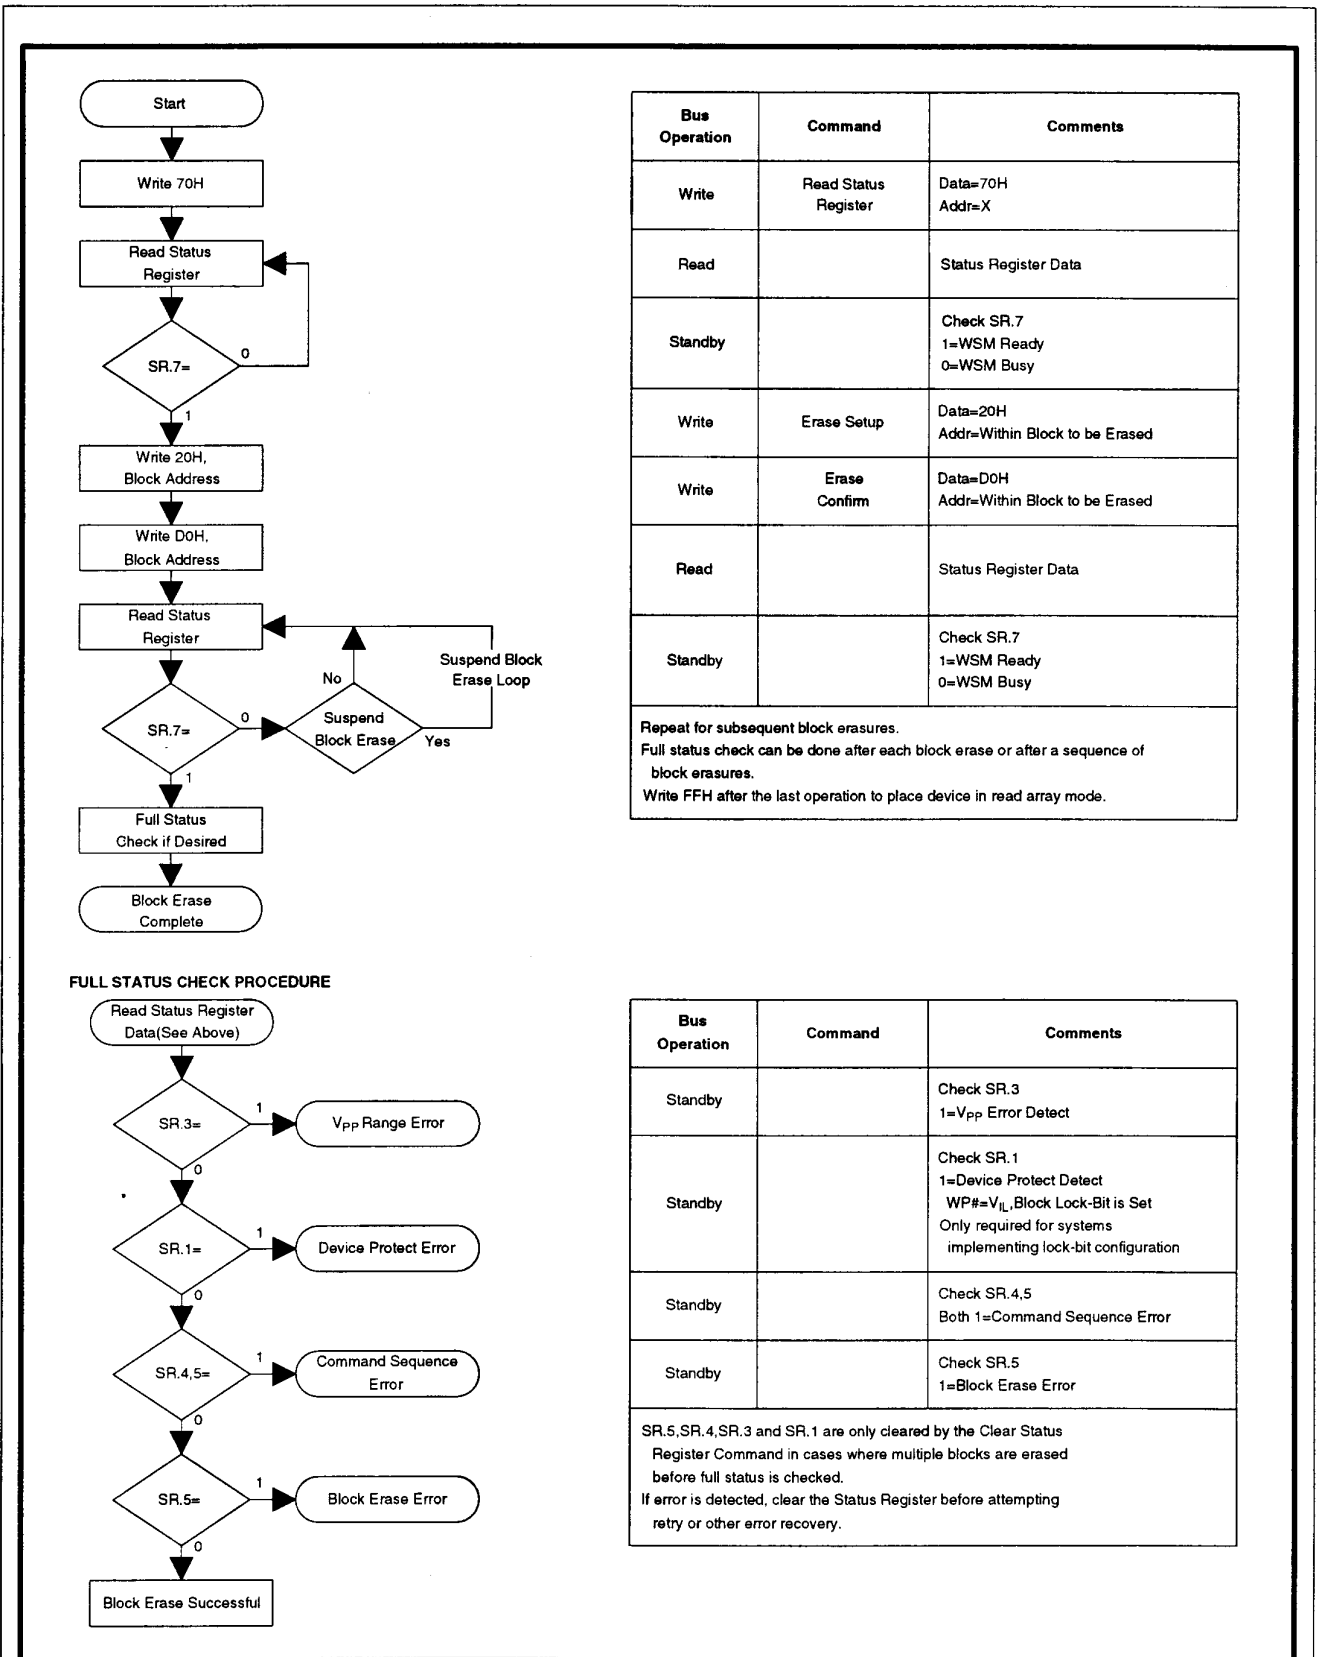 Start
Write 70H
Read Status
Register
SR.7=
0
1
Write 20H,
Block Address
Write D0H,
Block Address
Read Status
Register
SR.7=
0
1
Suspend
Block Erase
No
Yes
Suspend Block
Erase Loop
Full Status
Check if Desired
Block Erase
Complete
Bus
Operation
Command
Comments
Write
Read Status
Register
Data=70H
Addr=X
Read
Status Register Data
Standby
Check SR.7
1=WSM Ready
0=WSM Busy
Write
Erase Setup
Data=20H
Addr=Within Block to be Erased
Write
Erase
Confirm
Data=D0H
Addr=Within Block to be Erased
Read
Status Register Data
Standby
Check SR.7
1=WSM Ready
0=WSM Busy
Repeat for subsequent block erasures.
Full status check can be done after each block erase or after a sequence of
block erasures.
Write FFH after the last operation to place device in read array mode.
FULL STATUS CHECK PROCEDURE
Read Status Register
Data(See Above)
SR.3=
1
VPP Range Error
0
SR.1=
1
Device Protect Error
0
SR.4,5=
1
Command Sequence
Error
0
SR.5=
1
Block Erase Error
0
Block Erase Successful
Bus
Operation
Command
Comments
Standby
Check SR.3
1=VPP Error Detect
Standby
Check SR.1
1=Device Protect Detect
WP#=VIL,Block Lock-Bit is Set
Only required for systems
implementing lock-bit configuration
Standby
Check SR.4,5
Both 1=Command Sequence Error
Standby
Check SR.5
1=Block Erase Error
SR.5,SR.4,SR.3 and SR.1 are only cleared by the Clear Status
Register Command in cases where multiple blocks are erased
before full status is checked.
If error is detected, clear the Status Register before attempting
retry or other error recovery.